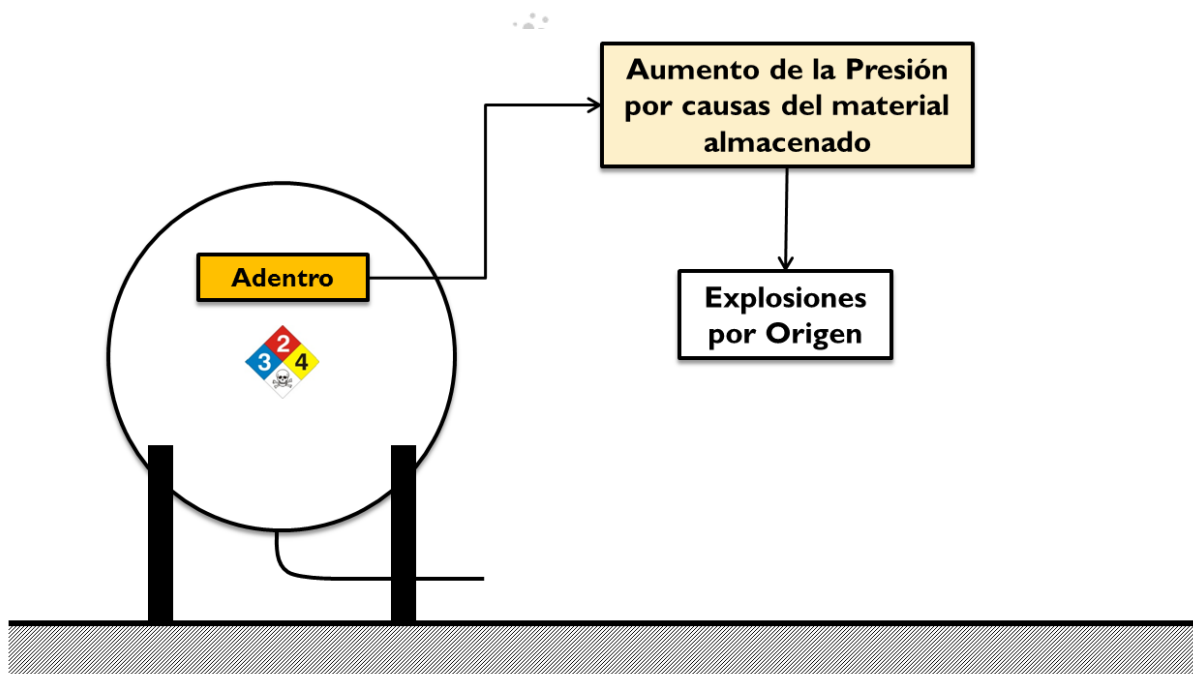 Aumento de la Presión
por causas del material
almacenado
Adentro
Explosiones
por Origen
2
3 4